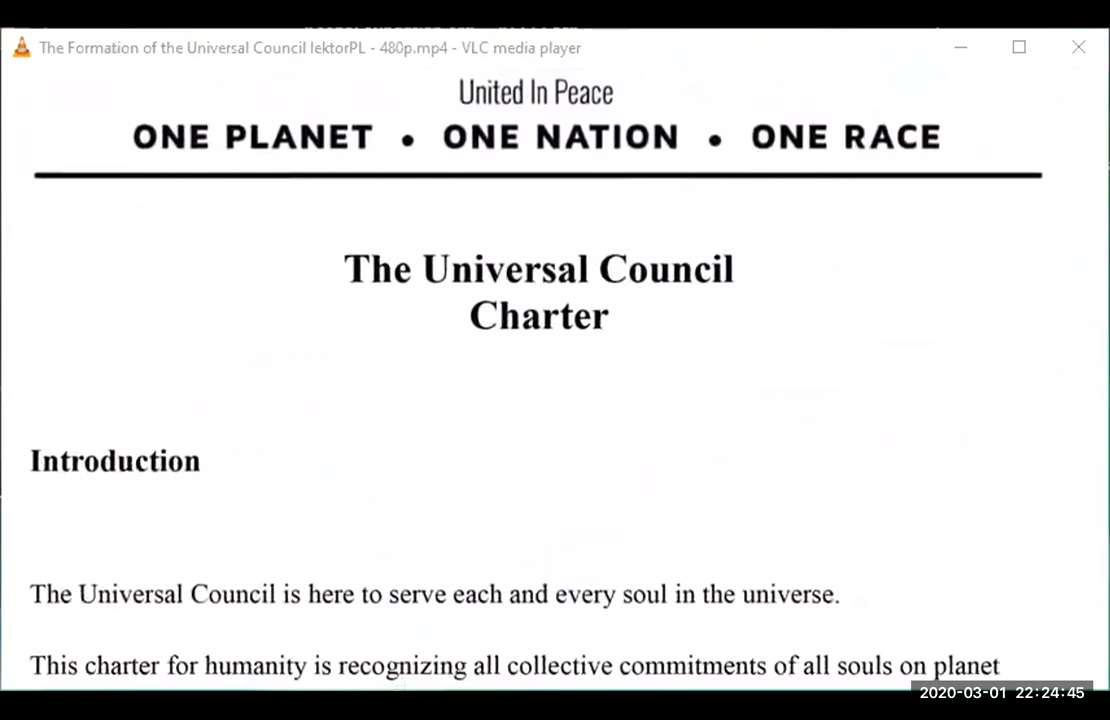 The Formation of the Universal Council lektorPL - 480p.mp4 - VLC media player
United In Peace
ONE PLANET • ONE NATION • ONE RACE
The Universal Council
Charter
Introduction
The Universal Council is here to serve each and every soul in the universe.
This charter for humanity is recognizing all collective commitments of all souls on planet
2020-03-01 22:24:45